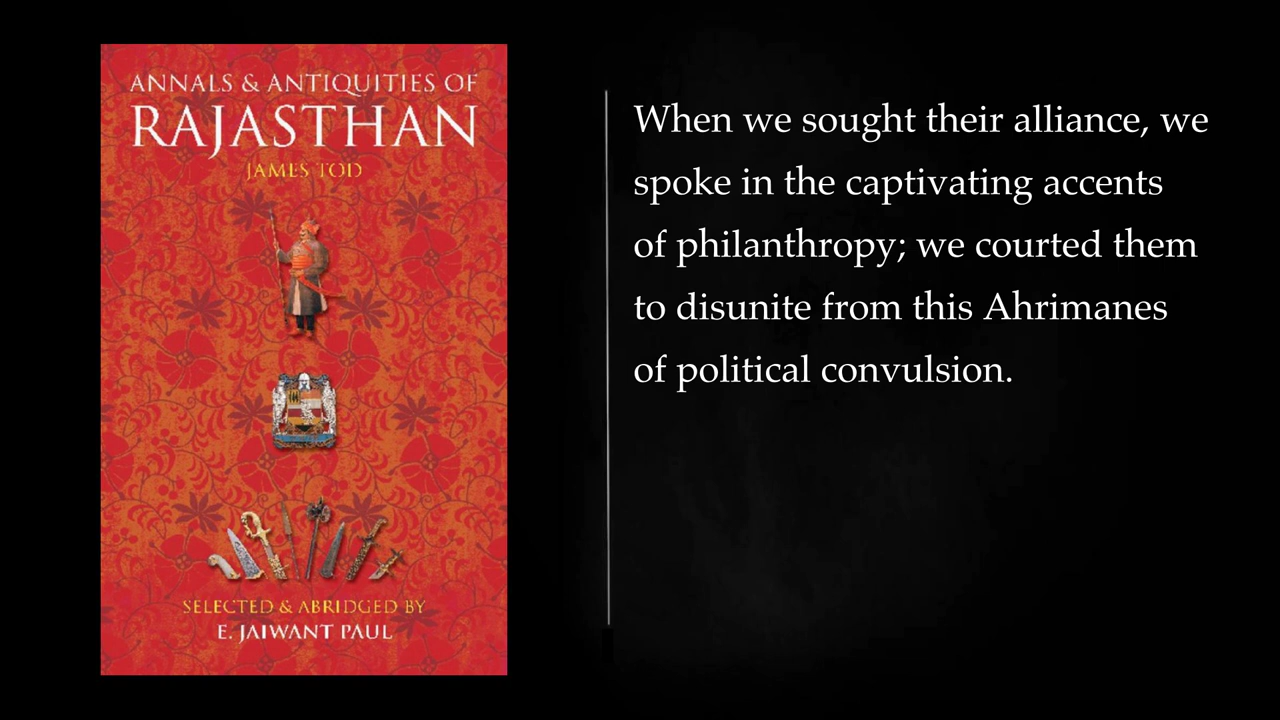 ANNALS & ANTIQUITIES OF
RAJASTHAN
JAMES TOD
SELECTED & ABRIDGED BY
E. JAIWANT PAUL
When we sought their alliance, we
spoke in the captivating accents
of philanthropy; we courted them
to disunite from this Ahrimanes
of political convulsion.